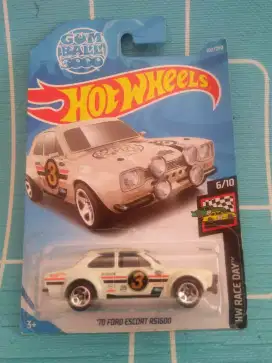 GUM
BALL
3000
HOT WHEELS
3
6/10
HW RACE DAY
3
'70 FORD ESCORT RS1600